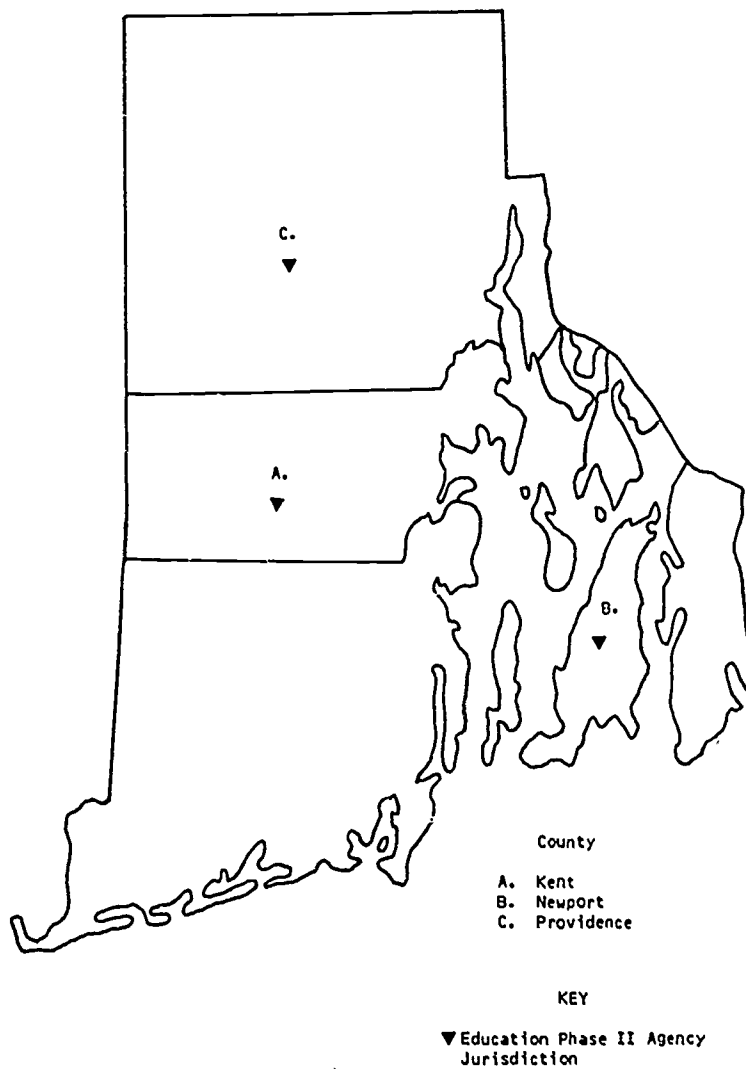 C.
A.
B.
County
A. Kent
B. Newport
C. Providence
KEY
▼ Education Phase II Agency
Jurisdiction